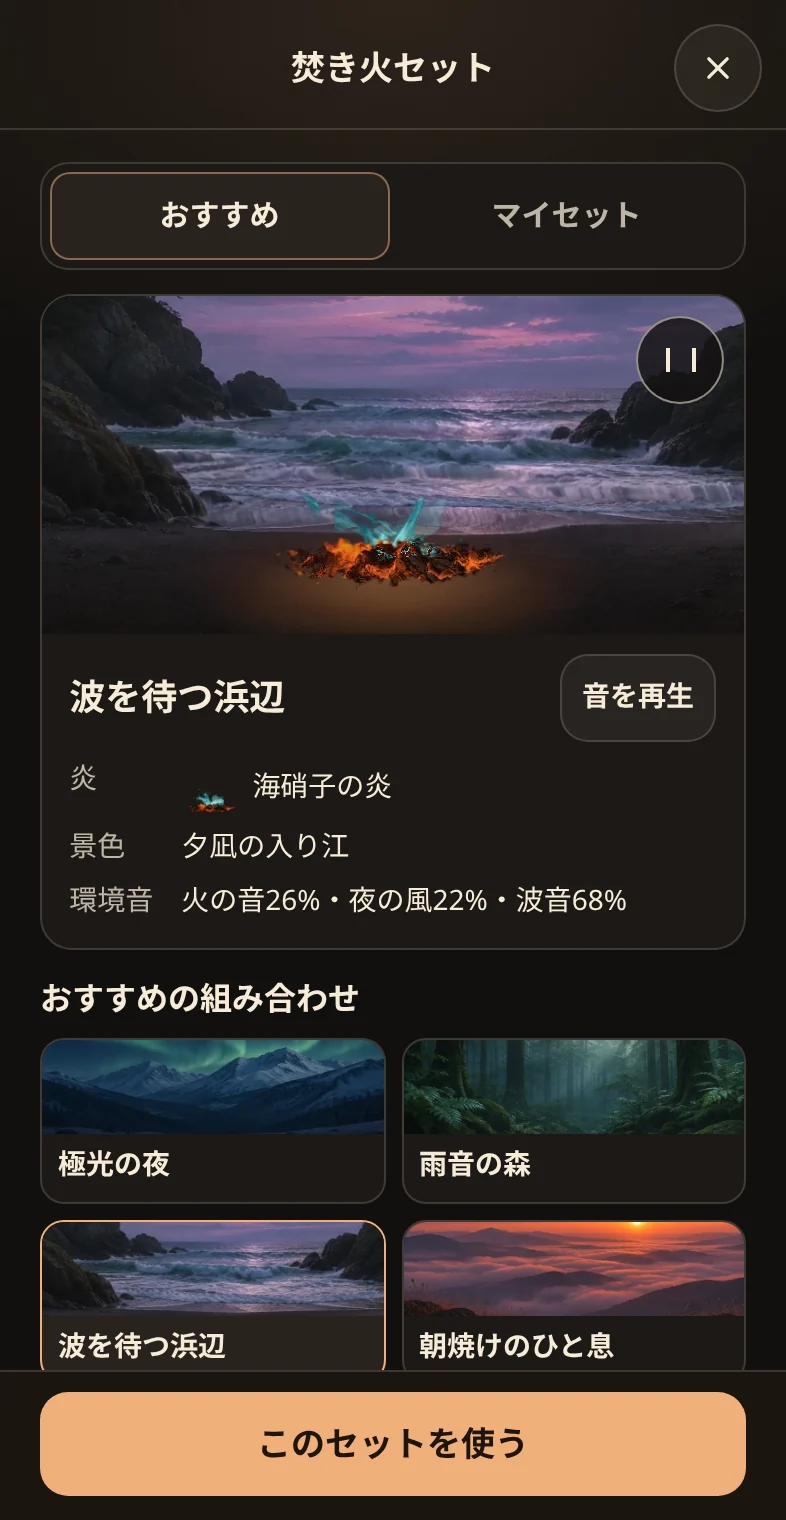 焚き火セット
おすすめ
マイセット
波を待つ浜辺
音を再生
炎 海硝子の炎
景色 夕凪の入り江
環境音 火の音26%・夜の風22%・波音68%
おすすめの組み合わせ
極光の夜
雨音の森
波を待つ浜辺
朝焼けのひと息
このセットを使う